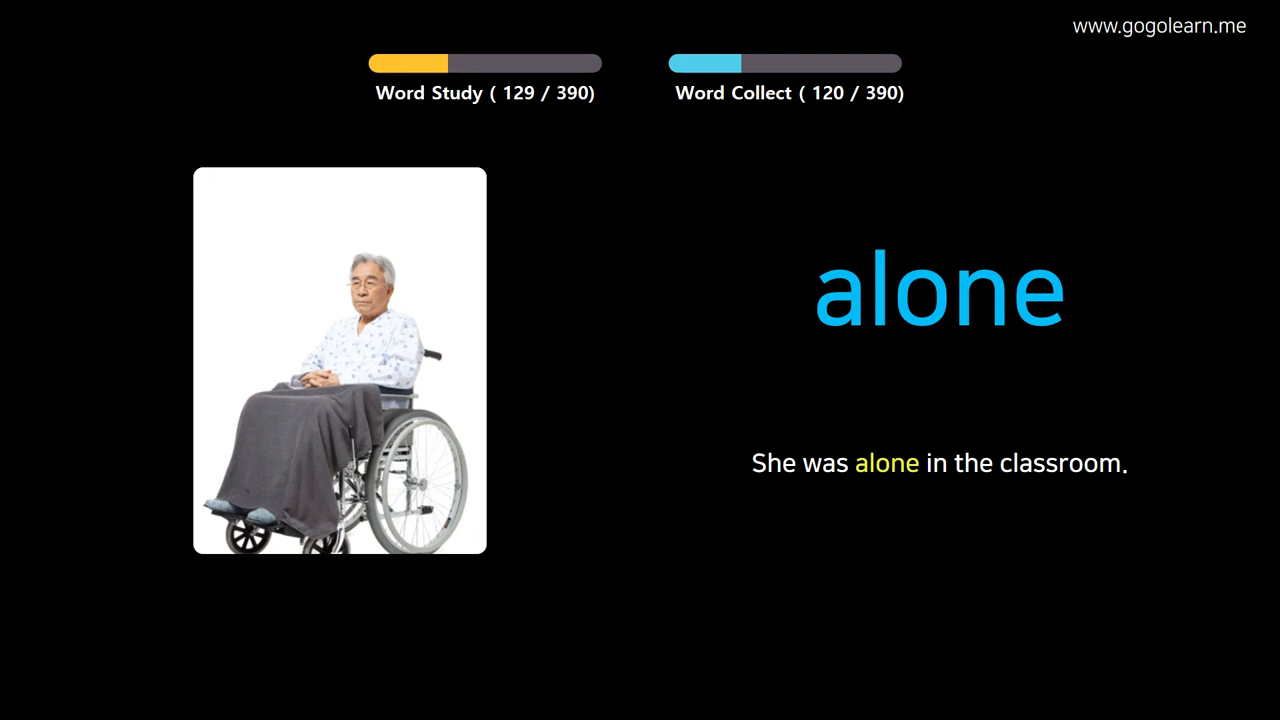 www.gogolearn.me
Word Study ( 129 / 390)
Word Collect ( 120 / 390)
alone
She was alone in the classroom.